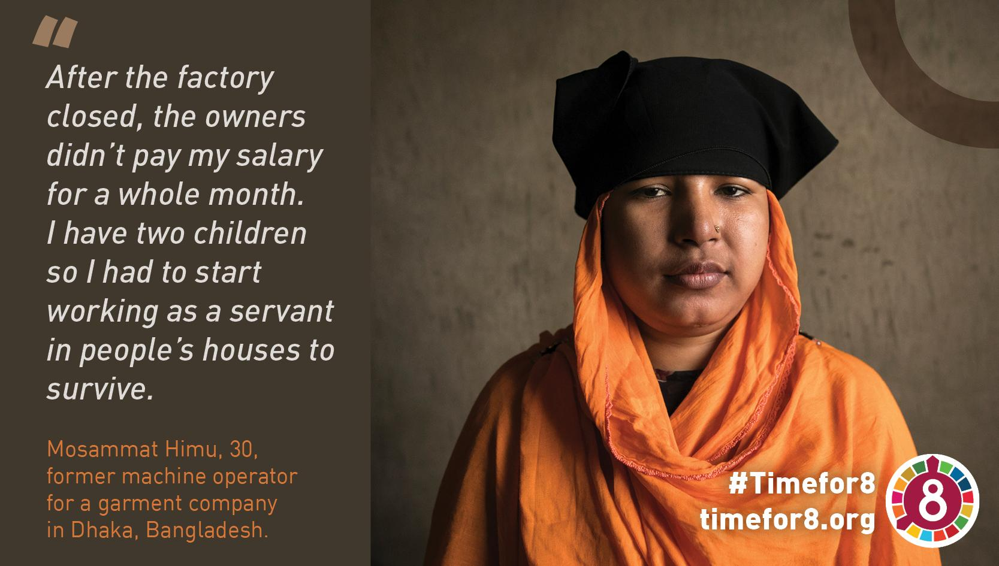 “
After the factory
closed, the owners
didn’t pay my salary
for a whole month.
I have two children
so I had to start
working as a servant
in people’s houses to
survive.
Mosammat Himu, 30,
former machine operator
for a garment company
in Dhaka, Bangladesh.
#Timefor8
timefor8.org
8